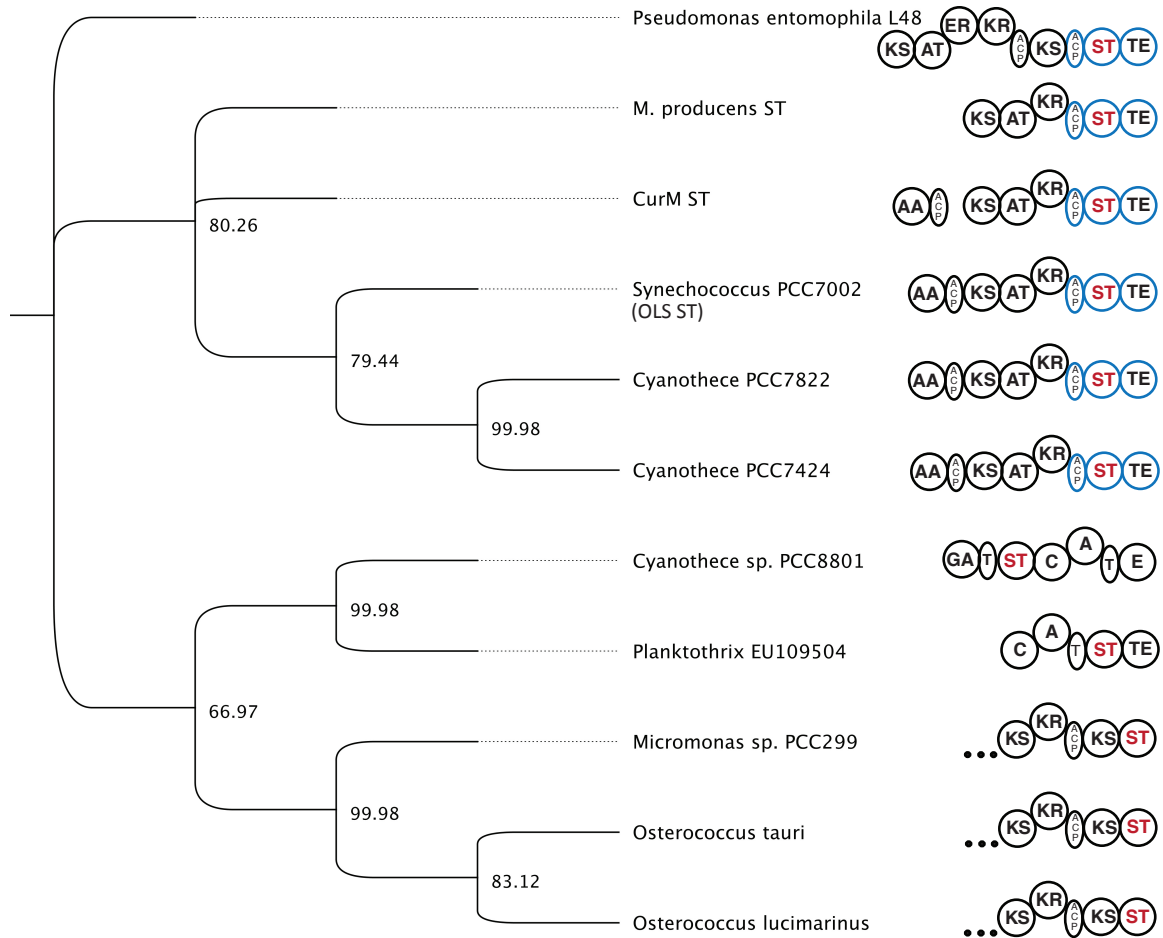 Pseudomonas entomophila L48
KS AT ER KR ACP KS ACP ST TE
M. producens ST
KS AT KR ACP ST TE
80.26
CurM ST
AA ACP KS AT KR ACP ST TE
Synechococcus PCC7002
(OLS ST)
AA ACP KS AT KR ACP ST TE
79.44
Cyanothece PCC7822
AA ACP KS AT KR ACP ST TE
99.98
Cyanothece PCC7424
AA ACP KS AT KR ACP ST TE
Cyanothece sp. PCC8801
GA T ST C A T E
99.98
Planktothrix EU109504
C A T ST TE
66.97
Micromonas sp. PCC299
... KS KR ACP KS ST
99.98
Osterococcus tauri
... KS KR ACP KS ST
83.12
Osterococcus lucimarinus
... KS KR ACP KS ST